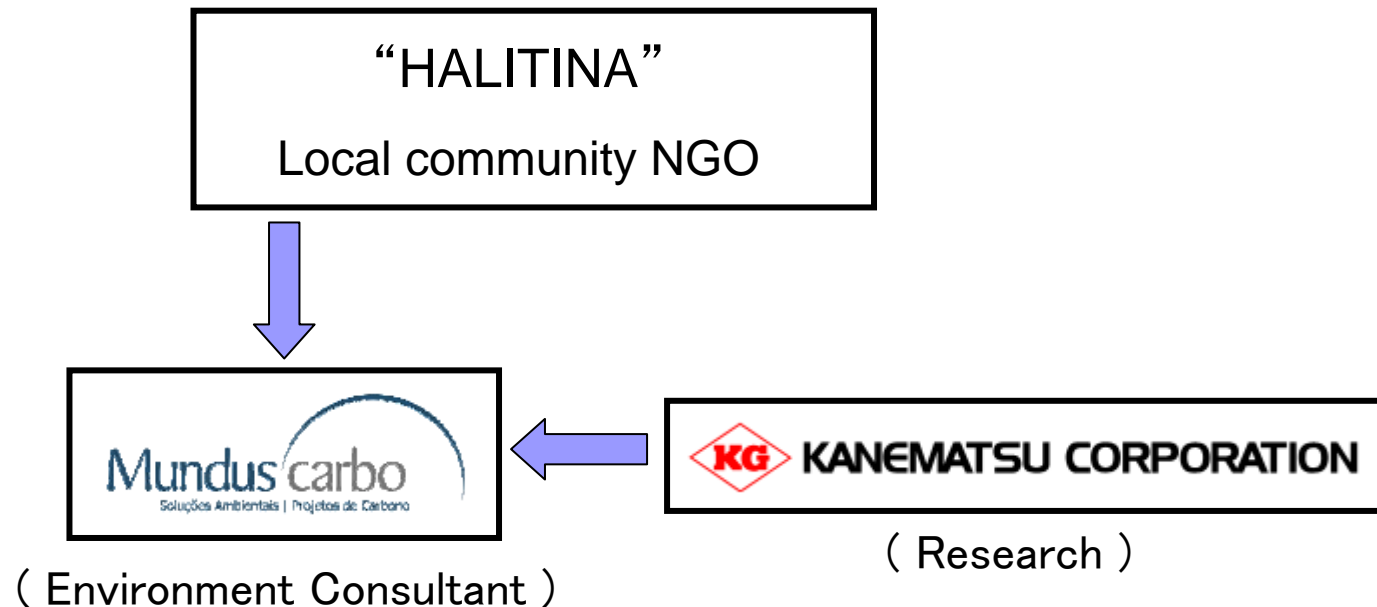 “HALITINA”
Local community NGO
Mundus carbo
Soluções Ambientais | Projetos de Carbono
KG KANEMATSU CORPORATION
( Research )
( Environment Consultant )